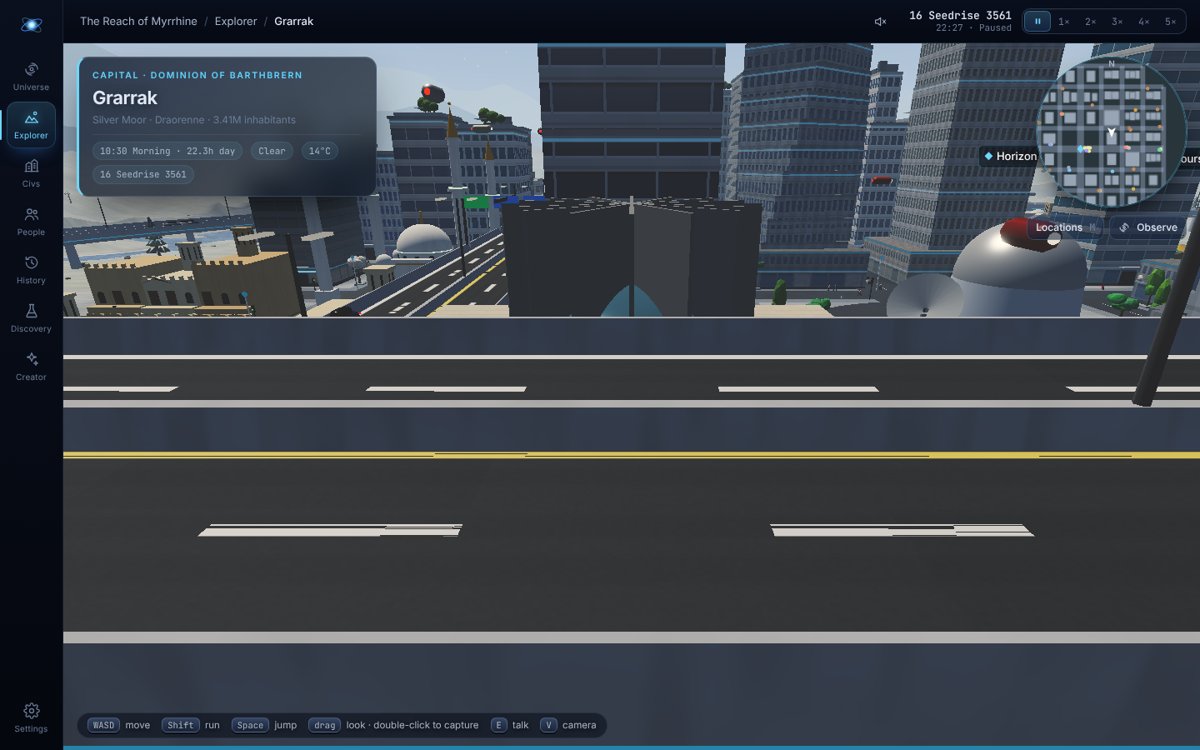 The Reach of Myrrhine / Explorer / Grarrak
16 Seedrise 3561
22:27 · Paused
1× 2× 3× 4× 5×
Universe
Explorer
Civs
People
History
Discovery
Creator
Settings
CAPITAL · DOMINION OF BARTHBRERN
Grarrak
Silver Moor · Draorenne · 3.41M inhabitants
10:30 Morning · 22.3h day
Clear
14°C
16 Seedrise 3561
N
Horizon
Locations M
Observe
WASD move
Shift run
Space jump
drag look · double-click to capture
E talk
V camera